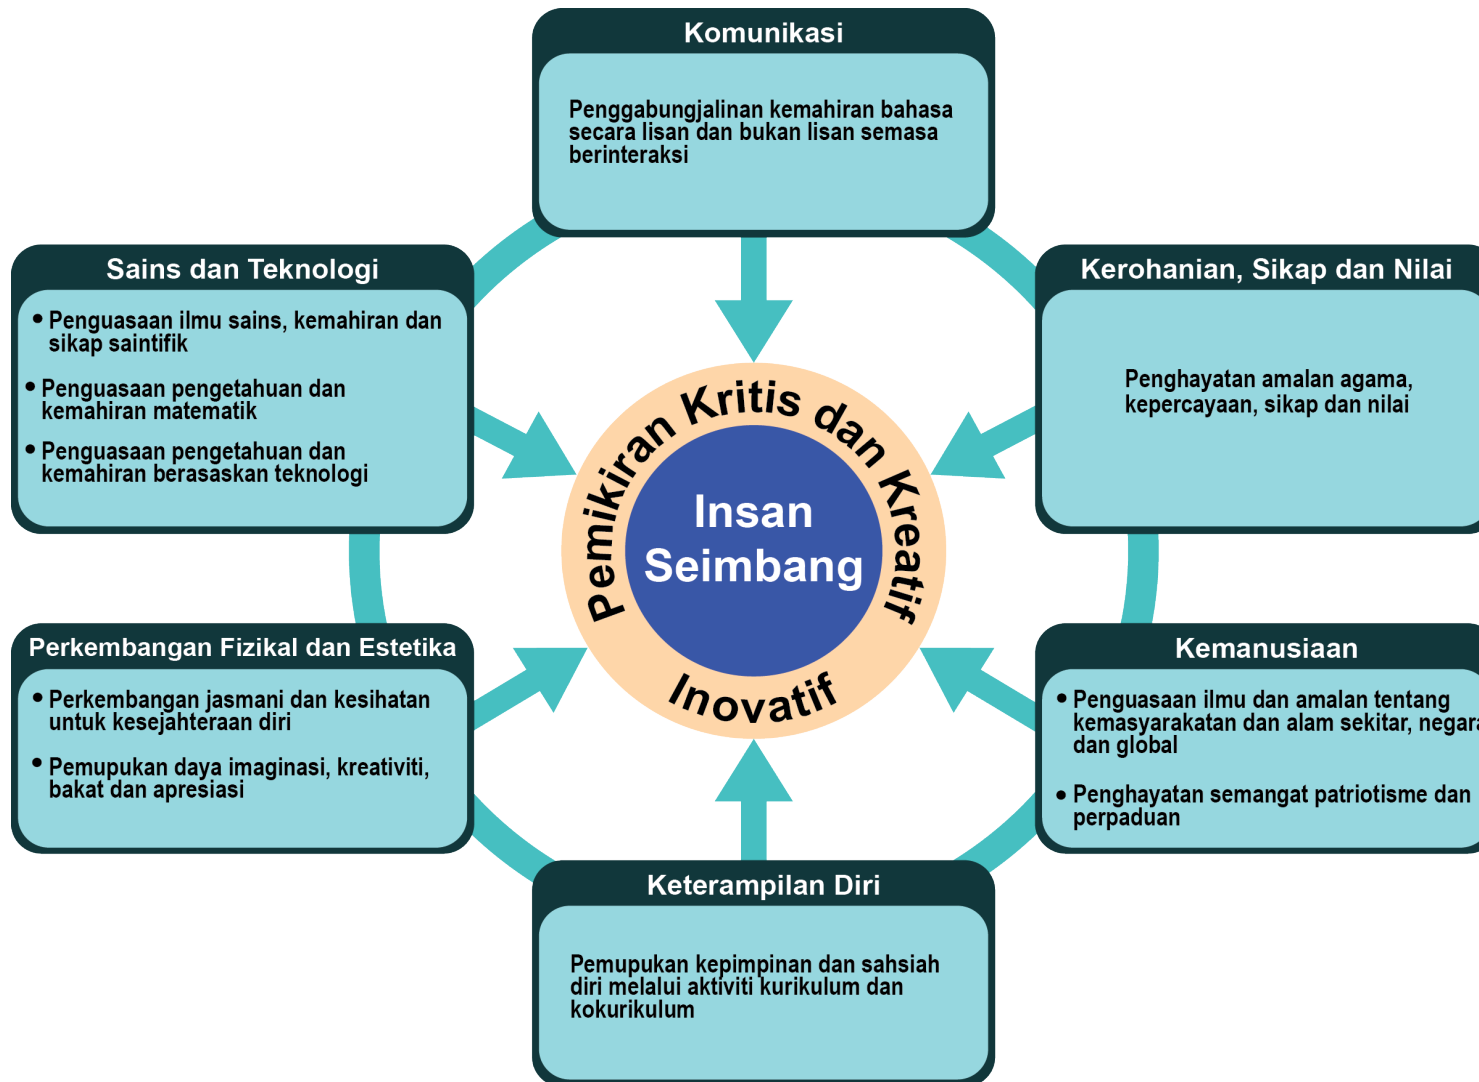 Komunikasi
Penggabungjalinan kemahiran bahasa
secara lisan dan bukan lisan semasa
berinteraksi
Sains dan Teknologi
• Penguasaan ilmu sains, kemahiran dan
sikap saintifik
• Penguasaan pengetahuan dan
kemahiran matematik
• Penguasaan pengetahuan dan
kemahiran berasaskan teknologi
Kerohanian, Sikap dan Nilai
Penghayatan amalan agama,
kepercayaan, sikap dan nilai
Pemikiran Kritis dan Kreatif
Insan
Seimbang
Inovatif
Perkembangan Fizikal dan Estetika
• Perkembangan jasmani dan kesihatan
untuk kesejahteraan diri
• Pemupukan daya imaginasi, kreativiti,
bakat dan apresiasi
Kemanusiaan
• Penguasaan ilmu dan amalan tentang
kemasyarakatan dan alam sekitar, negara
dan global
• Penghayatan semangat patriotisme dan
perpaduan
Keterampilan Diri
Pemupukan kepimpinan dan sahsiah
diri melalui aktiviti kurikulum dan
kokurikulum